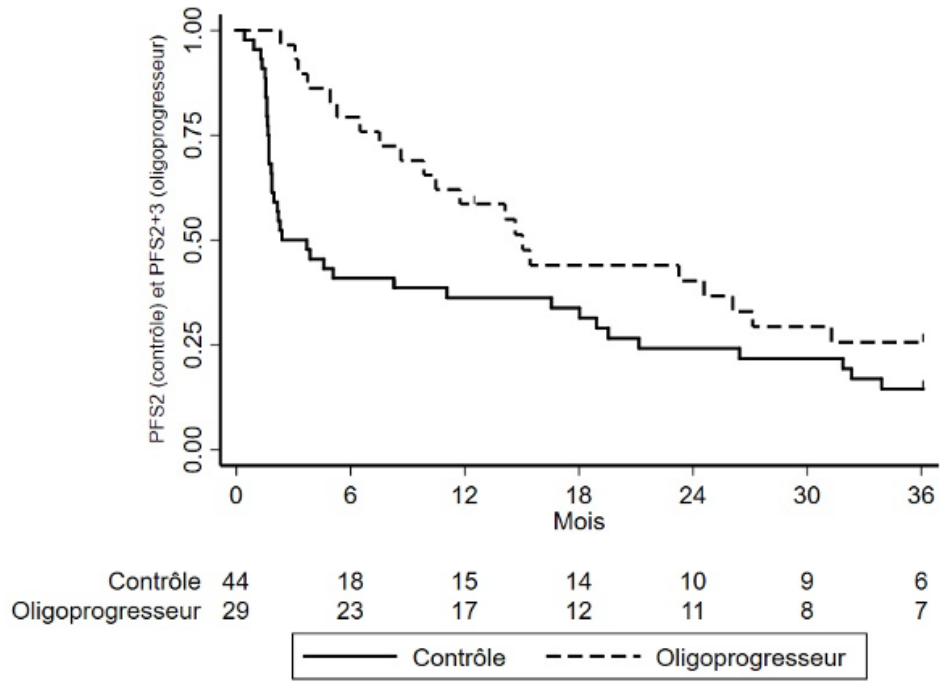 PFS2 (contrôle) et PFS2+3 (oligoprogresseur)
1.00
0.75
0.50
0.25
0.00
0 6 12 18 24 30 36
Mois
Contrôle 44 18 15 14 10 9 6
Oligoprogresseur 29 23 17 12 11 8 7
Contrôle Oligoprogresseur